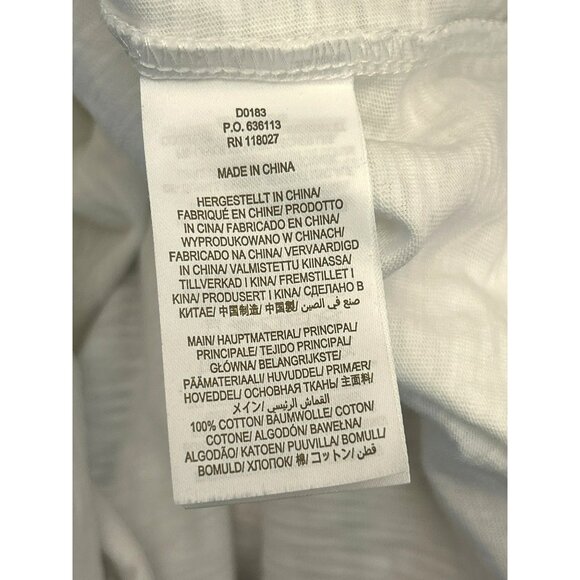 D0183
P.O. 636113
RN 118027
MADE IN CHINA
HERGESTELLT IN CHINA/
FABRIQUÉ EN CHINE/ PRODOTTO
IN CINA/ FABRICADO EN CHINA/
WYPRODUKOWANO W CHINACH/
FABRICADO NA CHINA/ VERVAARDIGD
IN CHINA/ VALMISTETTU KIINASSA/
TILLVERKAD I KINA/ FREMSTILLET I
KINA/ PRODUSERT I KINA/ СДЕЛАНО В
КИТАЕ/ 中国制造/ 中国製/ صنع في الصين
MAIN/ HAUPTMATERIAL/ PRINCIPAL/
PRINCIPALE/ TEJIDO PRINCIPAL/
GŁÓWNA/ BELANGRIJKSTE/
PÄÄMATERIAALI/ HUVUDDEL/ PRIMÆR/
HOVEDDEL/ ОСНОВНАЯ ТКАНЬ/ 主面料/
メイン/ القماش الرئيسي/
100% COTTON/ BAUMWOLLE/ COTON/
COTONE/ ALGODÓN/ BAWEŁNA/
ALGODÃO/ KATOEN/ PUUVILLA/ BOMULL/
BOMULD/ ХЛОПОК/ 棉/ コットン/ قطن